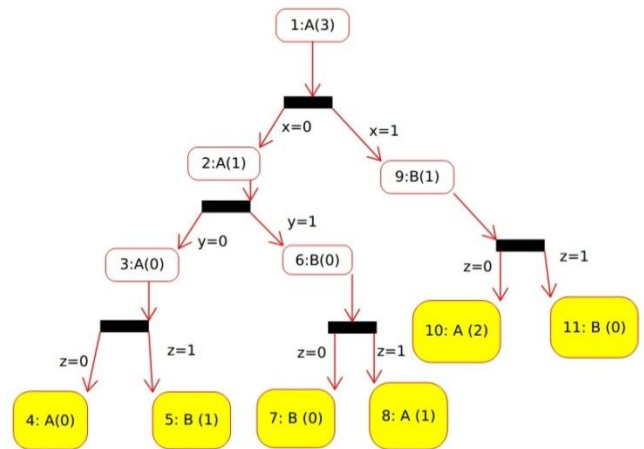 1:A(3)
x=0
x=1
2:A(1)
9:B(1)
y=0
y=1
3:A(0)
6:B(0)
z=0
z=1
10: A (2)
11: B (0)
z=0
z=1
z=0
z=1
4: A(0)
5: B (1)
7: B (0)
8: A (1)